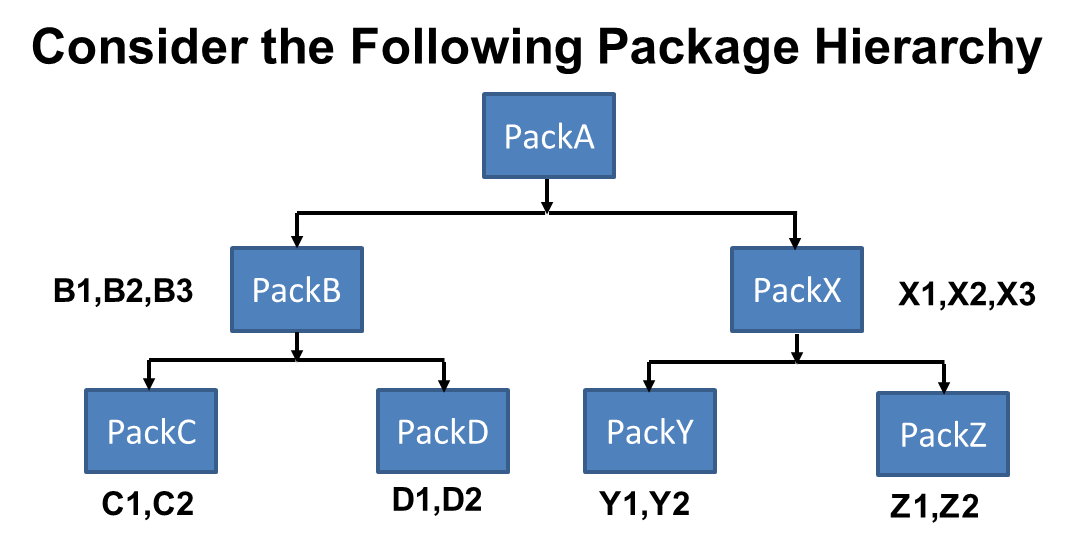 Consider the Following Package Hierarchy
PackA
B1,B2,B3
PackB
PackX
X1,X2,X3
PackC
PackD
PackY
PackZ
C1,C2
D1,D2
Y1,Y2
Z1,Z2